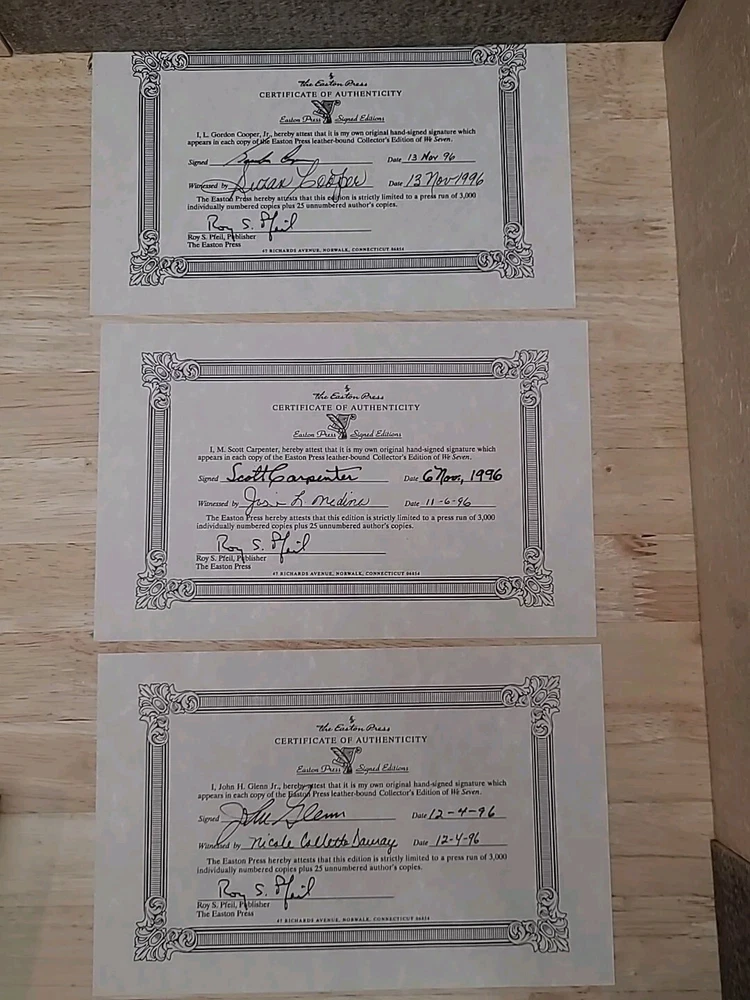 The Easton Press
CERTIFICATE OF AUTHENTICITY
Easton Press Signed Editions
I, L. Gordon Cooper, Jr., hereby attest that it is my own original hand-signed signature which
appears in each copy of the Easton Press leather-bound Collector's Edition of We Seven.
Signed Date 13 Nov 96
Witnessed by Susan Cooper Date 13 Nov 1996
The Easton Press hereby attests that this edition is strictly limited to a press run of 3,000
individually numbered copies plus 25 unnumbered author's copies.
Roy S. Pfeil
Roy S. Pfeil, Publisher
The Easton Press
47 RICHARDS AVENUE, NORWALK, CONNECTICUT 06854
The Easton Press
CERTIFICATE OF AUTHENTICITY
Easton Press Signed Editions
I, M. Scott Carpenter, hereby attest that it is my own original hand-signed signature which
appears in each copy of the Easton Press leather-bound Collector's Edition of We Seven.
Signed Scott Carpenter Date 6 Nov., 1996
Witnessed by L. Medina Date 11-6-96
The Easton Press hereby attests that this edition is strictly limited to a press run of 3,000
individually numbered copies plus 25 unnumbered author's copies.
Roy S. Pfeil
Roy S. Pfeil, Publisher
The Easton Press
47 RICHARDS AVENUE, NORWALK, CONNECTICUT 06854
The Easton Press
CERTIFICATE OF AUTHENTICITY
Easton Press Signed Editions
I, John H. Glenn Jr., hereby attest that it is my own original hand-signed signature which
appears in each copy of the Easton Press leather-bound Collector's Edition of We Seven.
Signed John Glenn Date 12-4-96
Witnessed by Nicole Collette Dauray Date 12-4-96
The Easton Press hereby attests that this edition is strictly limited to a press run of 3,000
individually numbered copies plus 25 unnumbered author's copies.
Roy S. Pfeil
Roy S. Pfeil, Publisher
The Easton Press
47 RICHARDS AVENUE, NORWALK, CONNECTICUT 06854